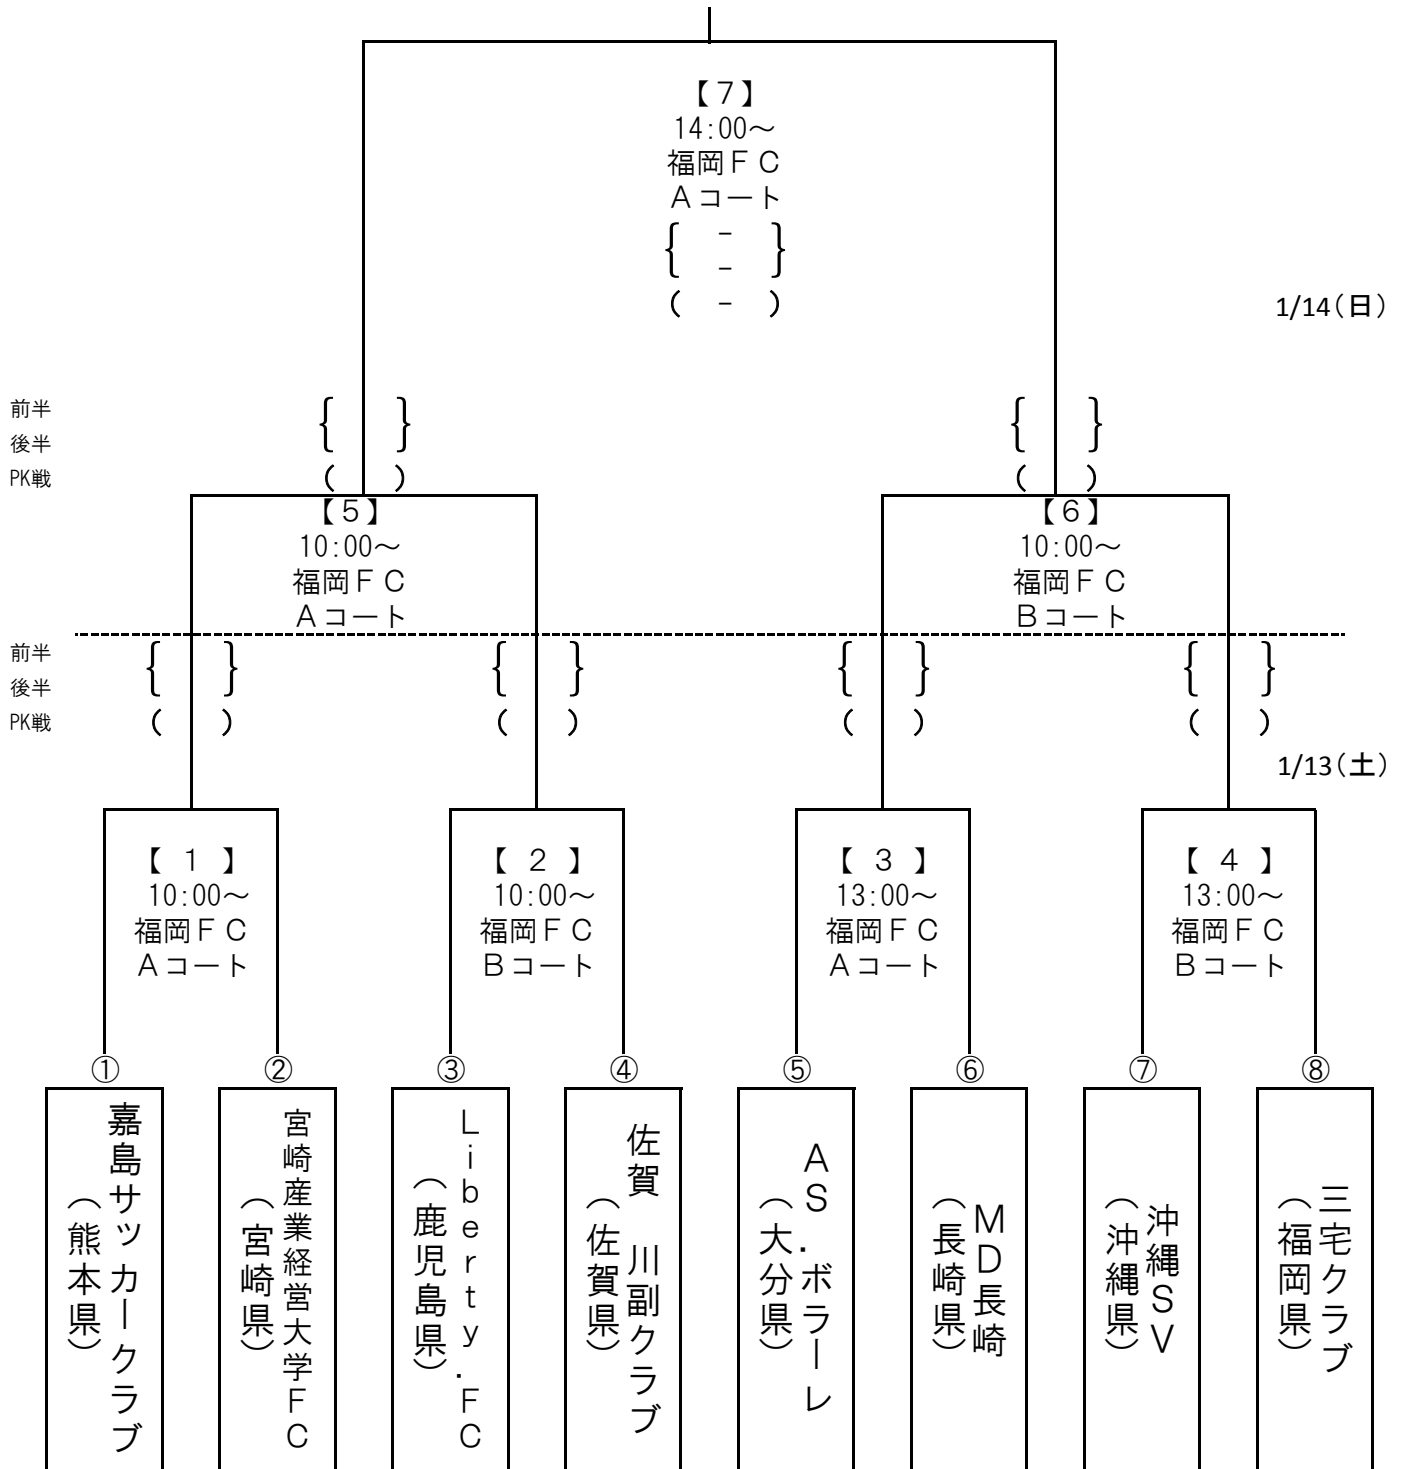 【７】
14:00～
福岡ＦＣ
Ａコート
{ - }
-
( - )
1/14(日)
前半
後半
PK戦
{ } { }
( ) ( )
【５】 【６】
10:00～ 10:00～
福岡ＦＣ 福岡ＦＣ
Ａコート Ｂコート
前半
後半
PK戦
{ } { } { } { }
( ) ( ) ( ) ( )
1/13(土)
【 １ 】 【 ２ 】 【 ３ 】 【 ４ 】
10:00～ 10:00～ 13:00～ 13:00～
福岡ＦＣ 福岡ＦＣ 福岡ＦＣ 福岡ＦＣ
Ａコート Ｂコート Ａコート Ｂコート
① ② ③ ④ ⑤ ⑥ ⑦ ⑧
嘉島サッカークラブ
（熊本県）
宮崎産業経営大学ＦＣ
（宮崎県）
Ｌｉｂｅｒｔｙ．ＦＣ
（鹿児島県）
佐賀　川副クラブ
（佐賀県）
ＡＳ．ボラーレ
（大分県）
ＭＤ長崎
（長崎県）
沖縄ＳＶ
（沖縄県）
三宅クラブ
（福岡県）